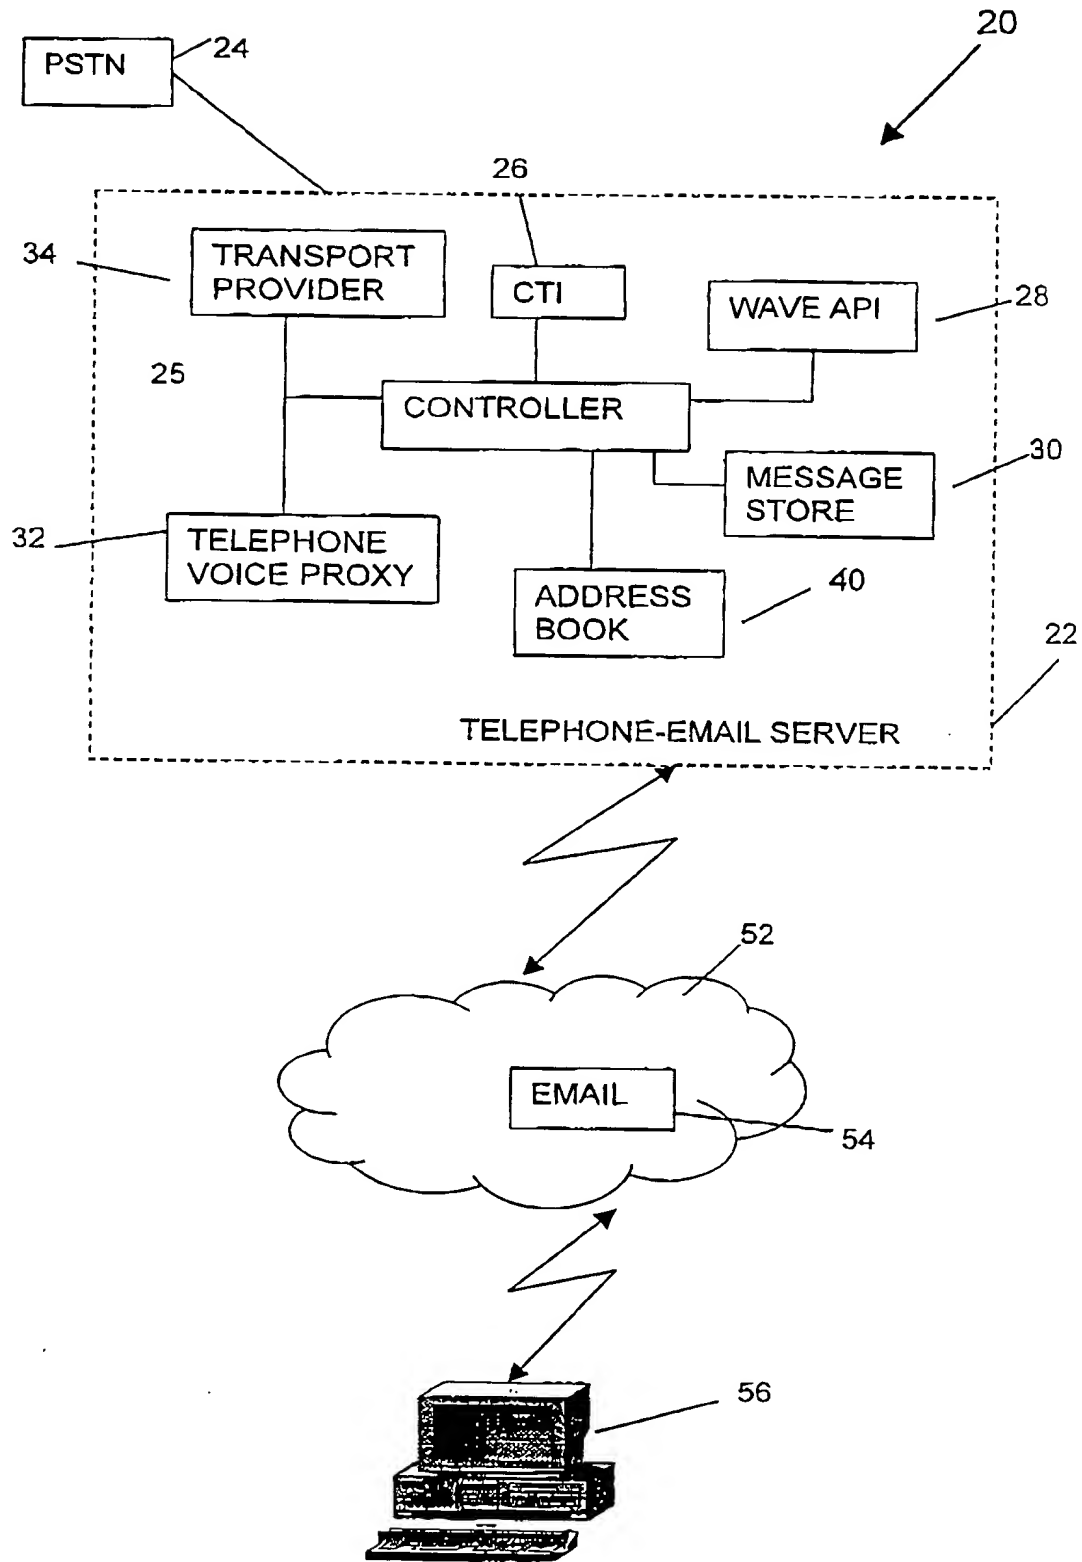 20
PSTN
24
26
34
TRANSPORT
PROVIDER
CTI
WAVE API
28
25
CONTROLLER
30
MESSAGE
STORE
32
TELEPHONE
VOICE PROXY
ADDRESS
BOOK
40
22
TELEPHONE-EMAIL SERVER
52
EMAIL
54
56